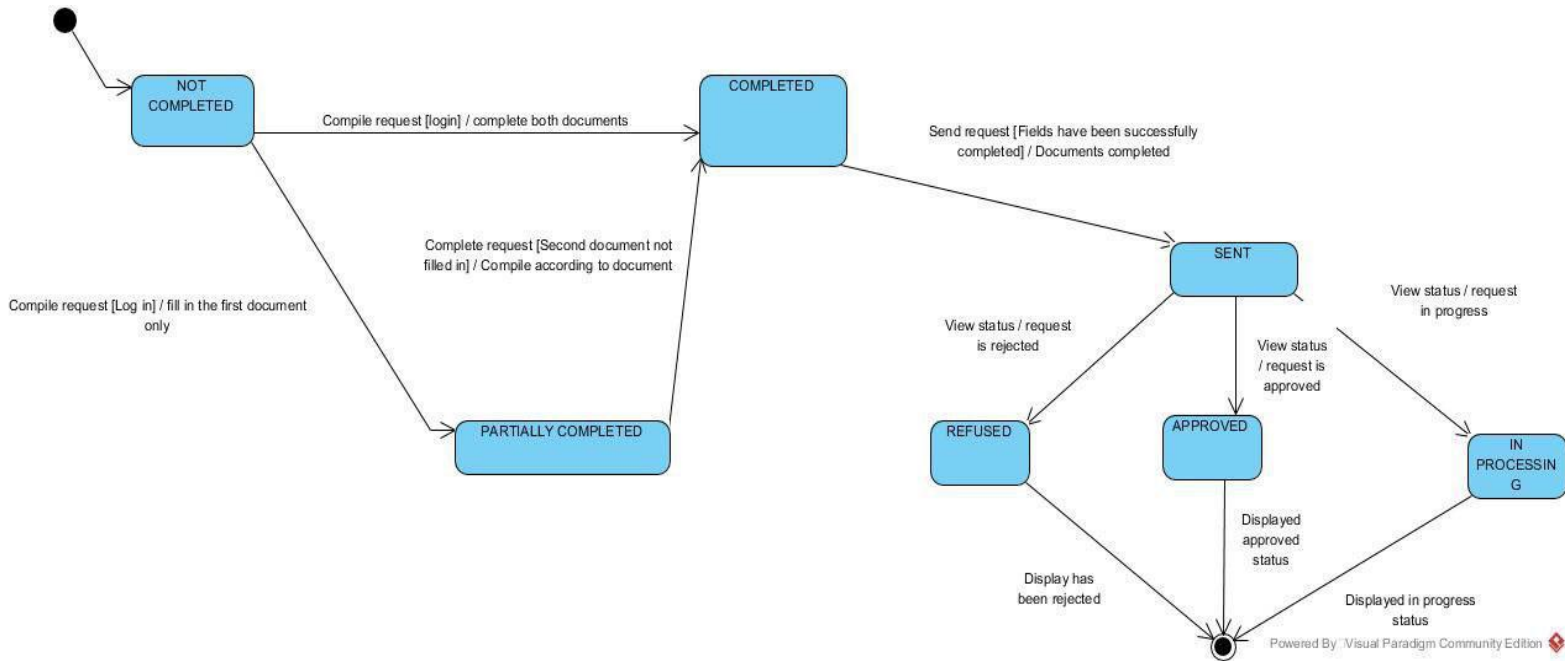 NOT
COMPLETED
COMPLETED
Compile request [login] / complete both documents
Send request [Fields have been successfully
completed] / Documents completed
Complete request [Second document not
filled in] / Compile according to document
SENT
Compile request [Log in] / fill in the first document
only
View status / request
is rejected
View status
/ request is
approved
View status / request
in progress
PARTIALLY COMPLETED
REFUSED
APPROVED
IN
PROCESSIN
G
Display has
been rejected
Displayed
approved
status
Displayed in progress
status
Powered By Visual Paradigm Community Edition